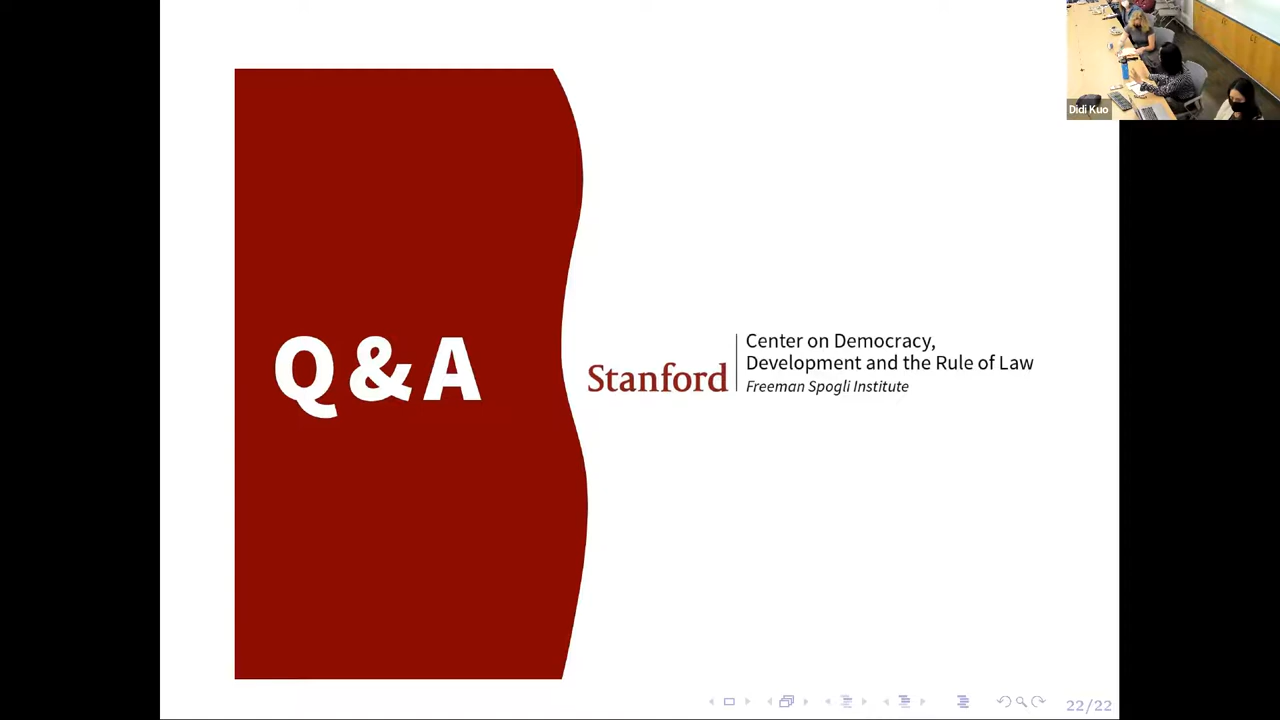 Didi Kuo
Q&A
Stanford
Center on Democracy,
Development and the Rule of Law
Freeman Spogli Institute
22/22